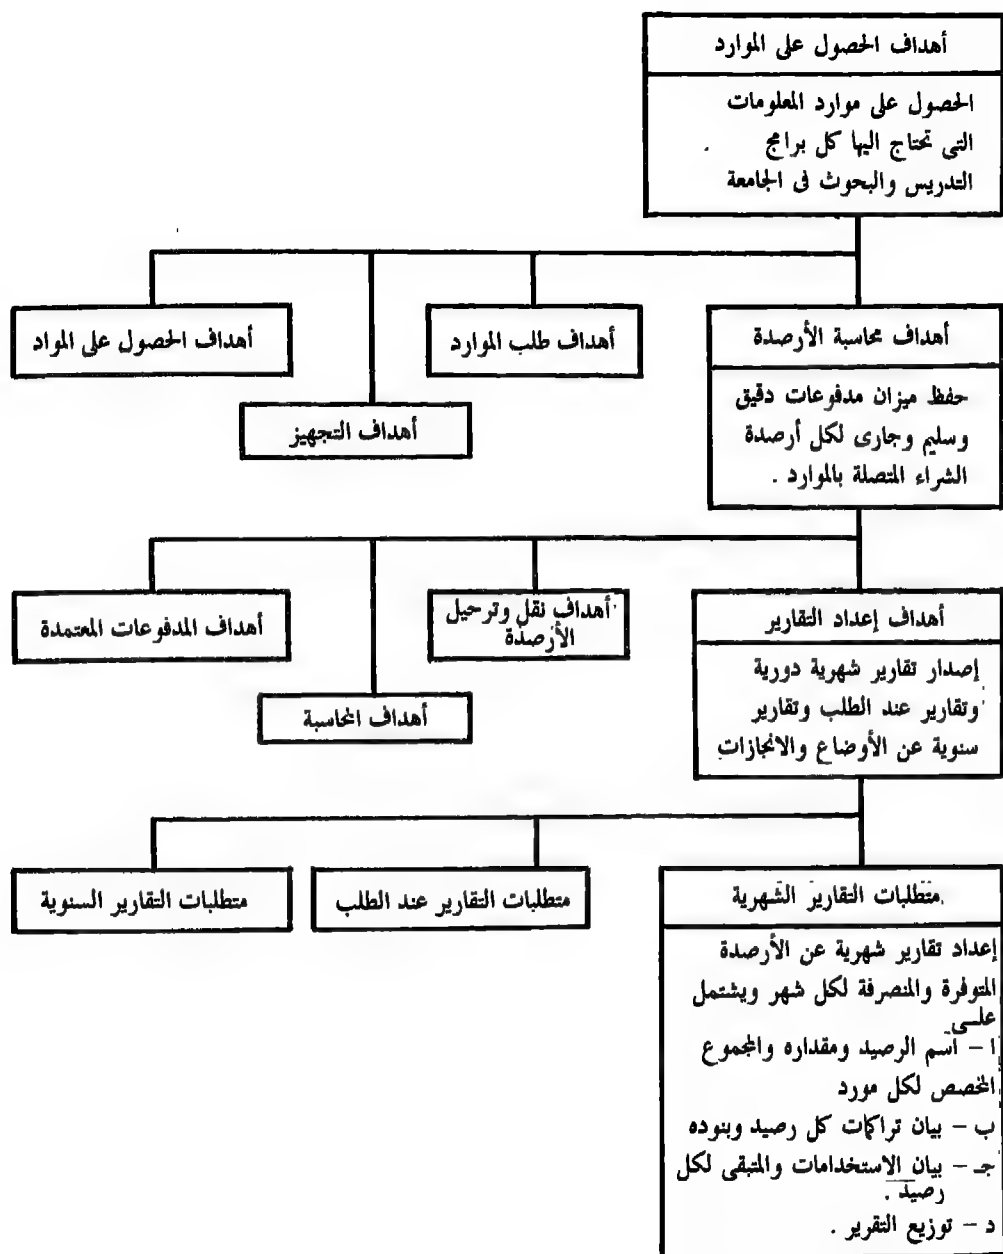 أهداف الحصول على الموارد
الحصول على موارد المعلومات
التى تحتاج اليها كل برامج
التدريس والبحوث فى الجامعة
أهداف محاسبة الأرصدة
حفظ ميزان مدفوعات دقيق
وسليم وجارى لكل أرصدة
الشراء المتصلة بالموارد .
أهداف طلب الموارد
أهداف التجهيز
أهداف الحصول على المواد
أهداف إعداد التقارير
إصدار تقارير شهرية دورية
وتقارير عند الطلب وتقارير
سنوية عن الأوضاع والانجازات
أهداف نقل وترحيل
الأرصدة
أهداف المحاسبة
أهداف المدفوعات المعتمدة
متطلبات التقارير الشهرية
إعداد تقارير شهرية عن الأرصدة
المتوفرة والمنصرفة لكل شهر ويشتمل
علــى
ا – اسم الرصيد ومقداره والمجموع
المخصص لكل مورد
ب – بيان تراكمات كل رصيد وبنوده
جـ – بيان الاستخدامات والمتبقى لكل
رصيد .
د – توزيع التقرير .
متطلبات التقارير عند الطلب
متطلبات التقارير السنوية